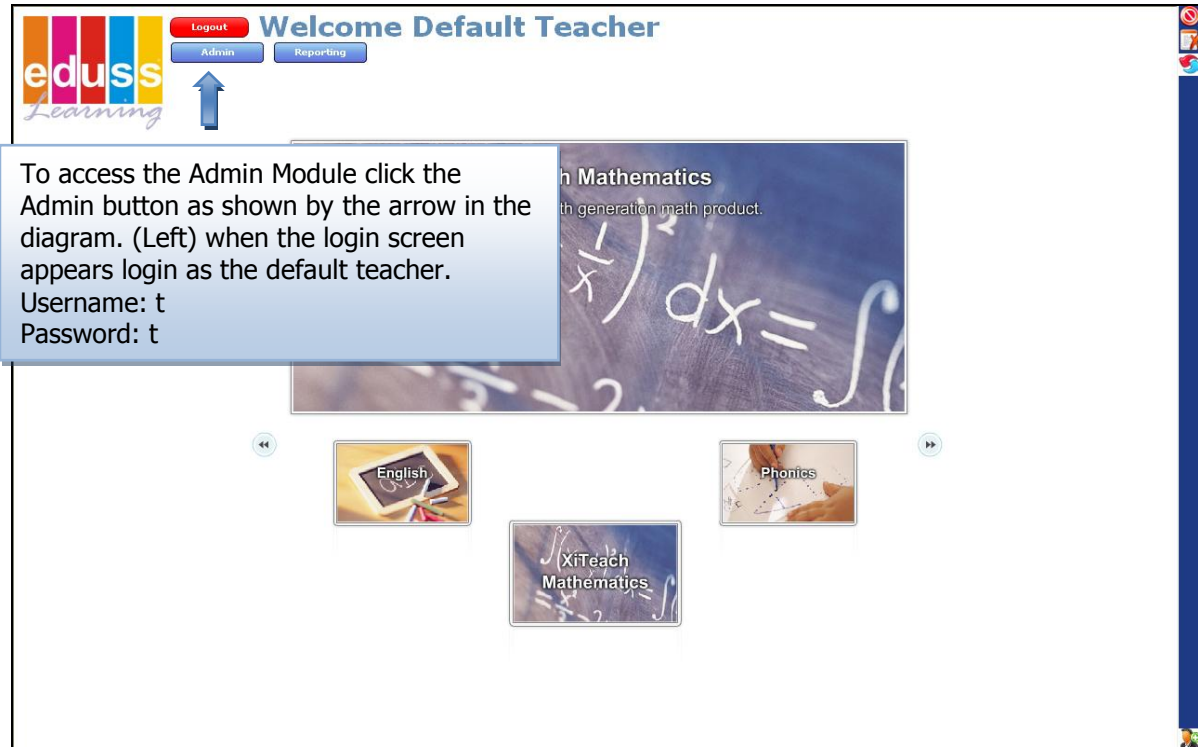 Logout
Welcome Default Teacher
Admin
Reporting
eduss
Learning
To access the Admin Module click the
Admin button as shown by the arrow in the
diagram. (Left) when the login screen
appears login as the default teacher.
Username: t
Password: t
h Mathematics
th generation math product.
dx=
English
Phonics
XiTeach
Mathematics